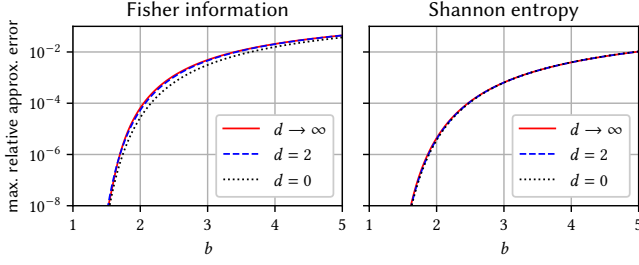 Fisher information
max. relative approx. error
10⁻²
10⁻⁴
10⁻⁶
10⁻⁸
d → ∞
d = 2
d = 0
1 2 3 4 5
b
Shannon entropy
d → ∞
d = 2
d = 0
1 2 3 4 5
b